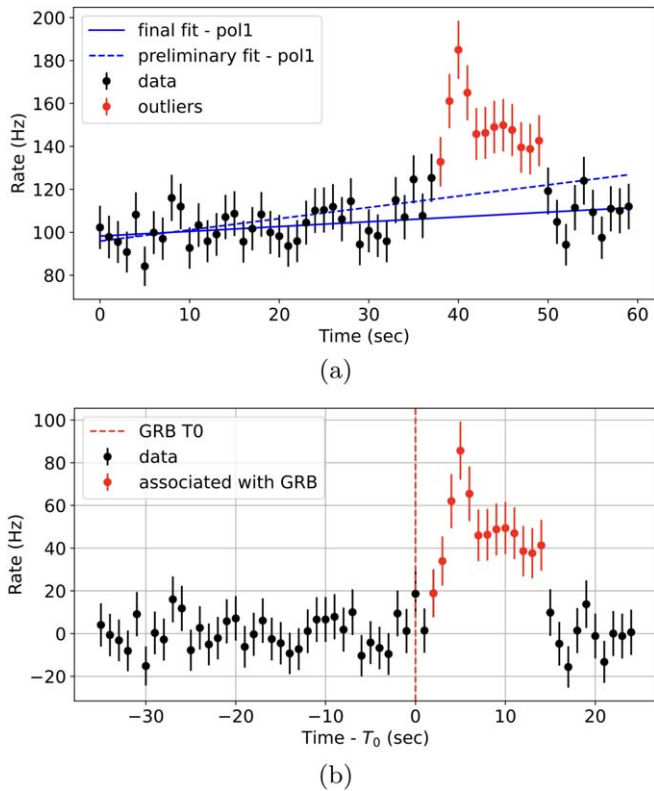 final fit - pol1
preliminary fit - pol1
data
outliers
200
180
160
140
120
100
80
Rate (Hz)
0 10 20 30 40 50 60
Time (sec)
(a)
GRB T0
data
associated with GRB
100
80
60
40
20
0
−20
Rate (Hz)
−30 −20 −10 0 10 20
Time - T0 (sec)
(b)